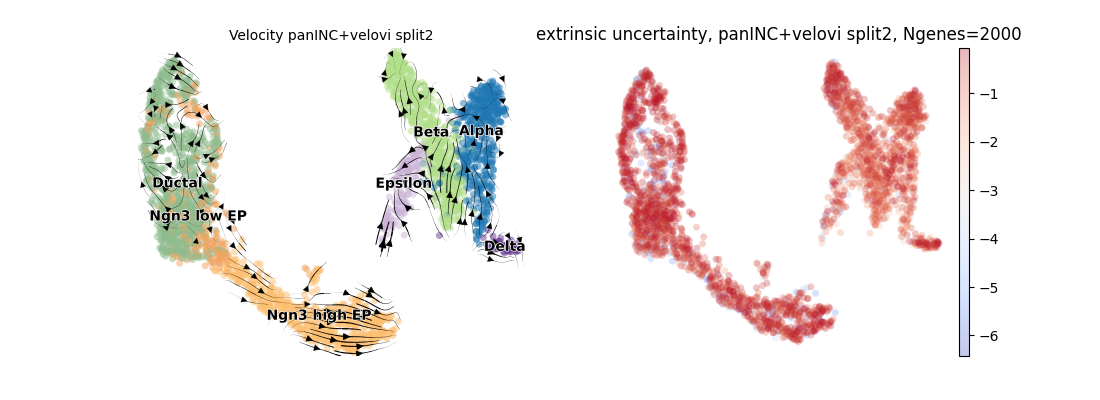 Velocity panINC+velovi split2
extrinsic uncertainty, panINC+velovi split2, Ngenes=2000
Beta
Alpha
Ductal
Epsilon
Ngn3 low EP
Delta
Ngn3 high EP
−1
−2
−3
−4
−5
−6